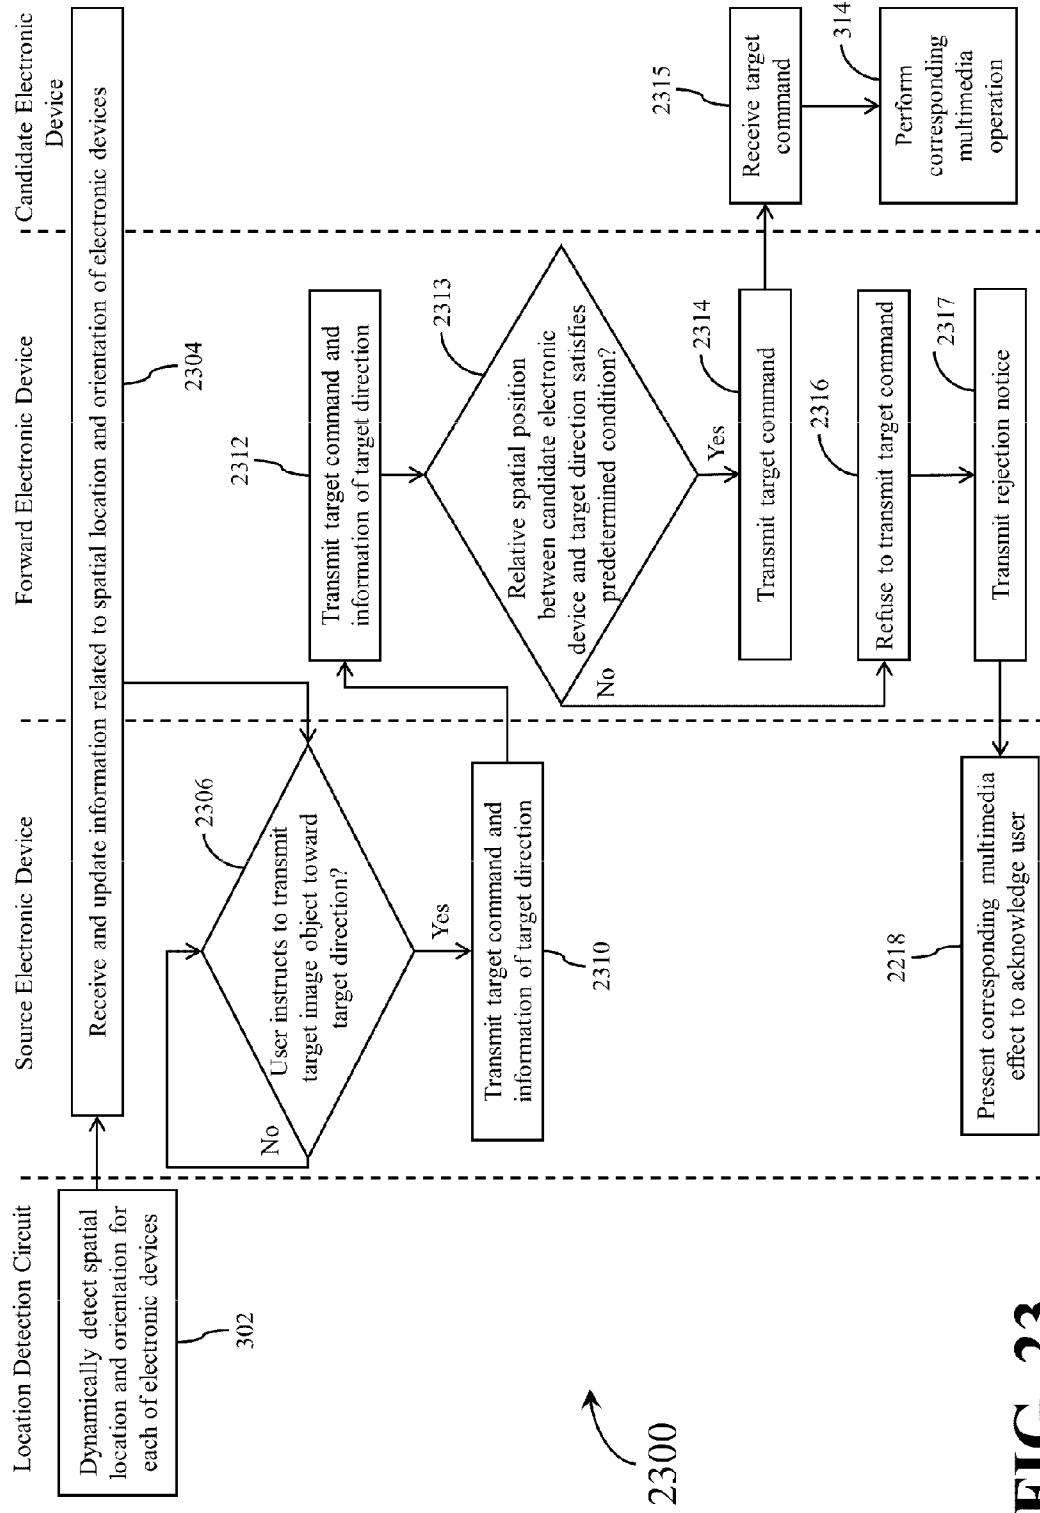 Location Detection Circuit
Source Electronic Device
Forward Electronic Device
Candidate Electronic
Device
Dynamically detect spatial
location and orientation for
each of electronic devices
302
Receive and update information related to spatial location and orientation of electronic devices
2304
2306
User instructs to transmit
target image object toward
target direction?
No
Yes
Transmit target command and
information of target direction
2310
2312
Transmit target command and
information of target direction
2313
Relative spatial position
between candidate electronic
device and target direction satisfies
predetermined condition?
No
Yes
2314
Transmit target command
2315
Receive target
command
314
Perform
corresponding
multimedia
operation
2316
Refuse to transmit target command
2317
Transmit rejection notice
2218
Present corresponding multimedia
effect to acknowledge user
2300
FIG. 23